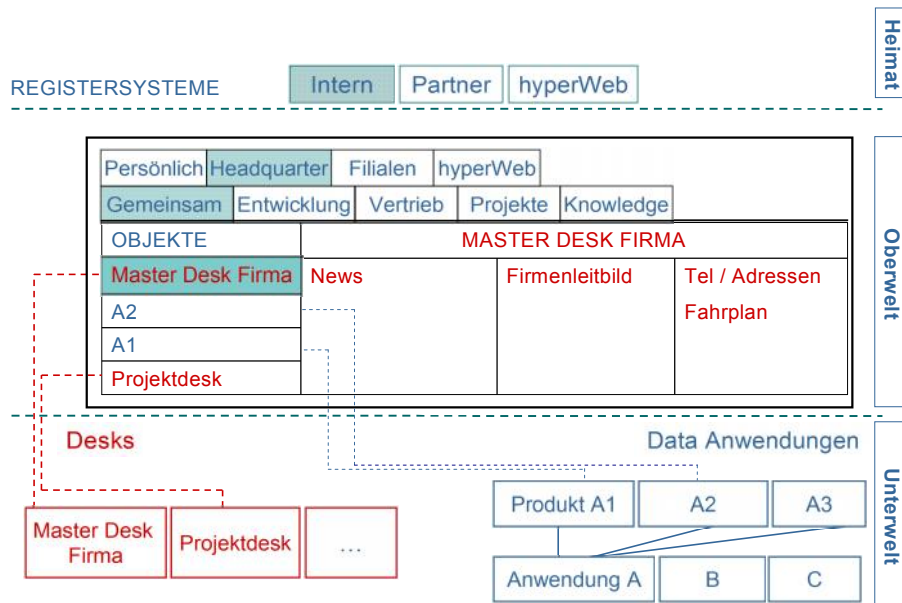 Heimat
REGISTERSYSTEME
Intern
Partner
hyperWeb
Persönlich
Headquarter
Filialen
hyperWeb
Gemeinsam
Entwicklung
Vertrieb
Projekte
Knowledge
Oberwelt
OBJEKTE
MASTER DESK FIRMA
Master Desk Firma
News
Firmenleitbild
Tel / Adressen
Fahrplan
A2
A1
Projektdesk
Desks
Data Anwendungen
Unterwelt
Master Desk
Firma
Projektdesk
...
Produkt A1
A2
A3
Anwendung A
B
C